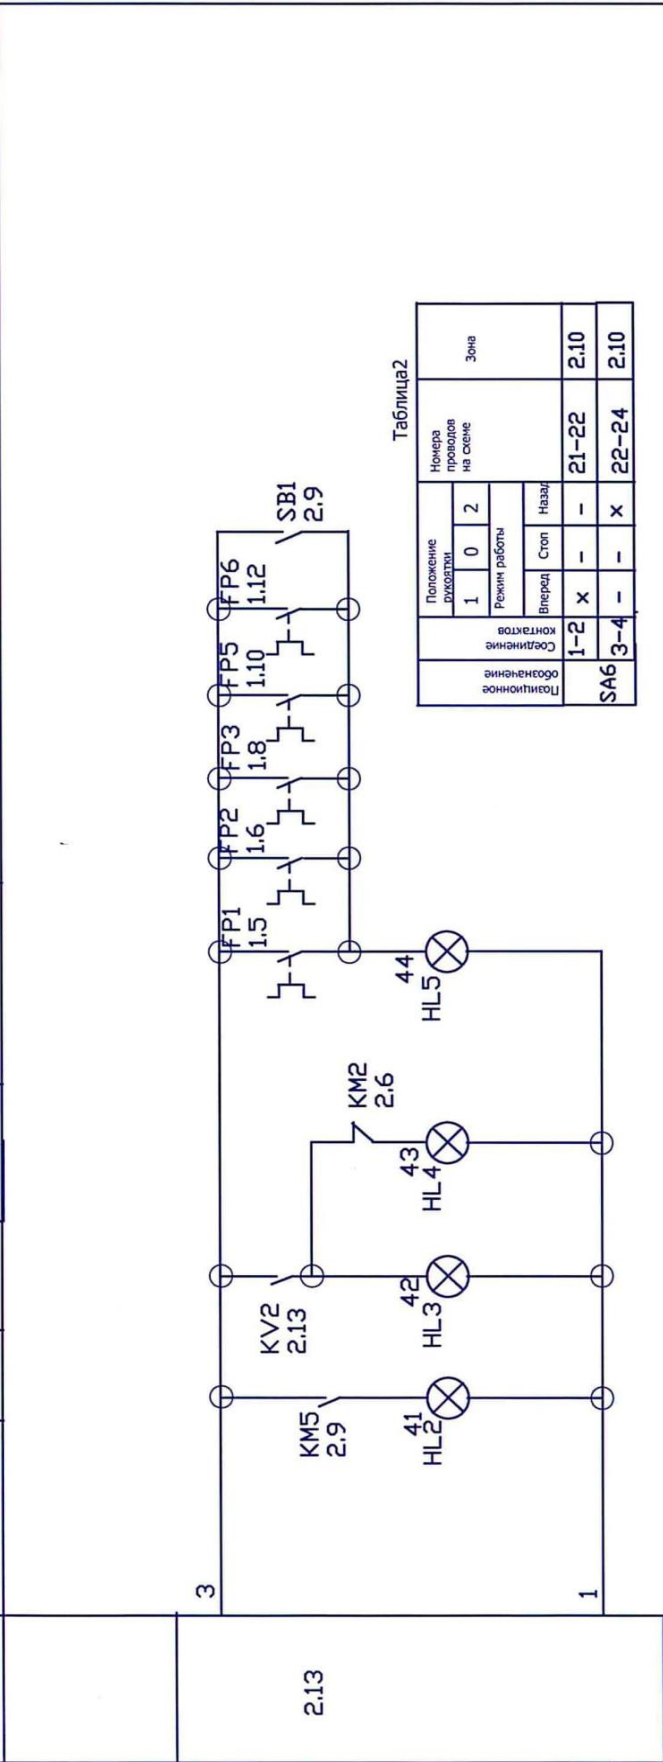 2.13
3
1
KM5
2.9
41
HL2
KV2
2.13
42
HL3
KM2
2.6
43
HL4
FP1
1.5
44
HL5
FP2
1.6
FP3
1.8
FP5
1.10
FP6
1.12
SB1
2.9
Таблица2
Позиционное
обозначение
Соединение
контактов
Положение
рукоятки
1 0 2
Режим работы
Вперед Стоп Назад
Номера
проводов
на схеме
Зона
SA6
1-2 × - - 21-22 2.10
3-4 - - × 22-24 2.10